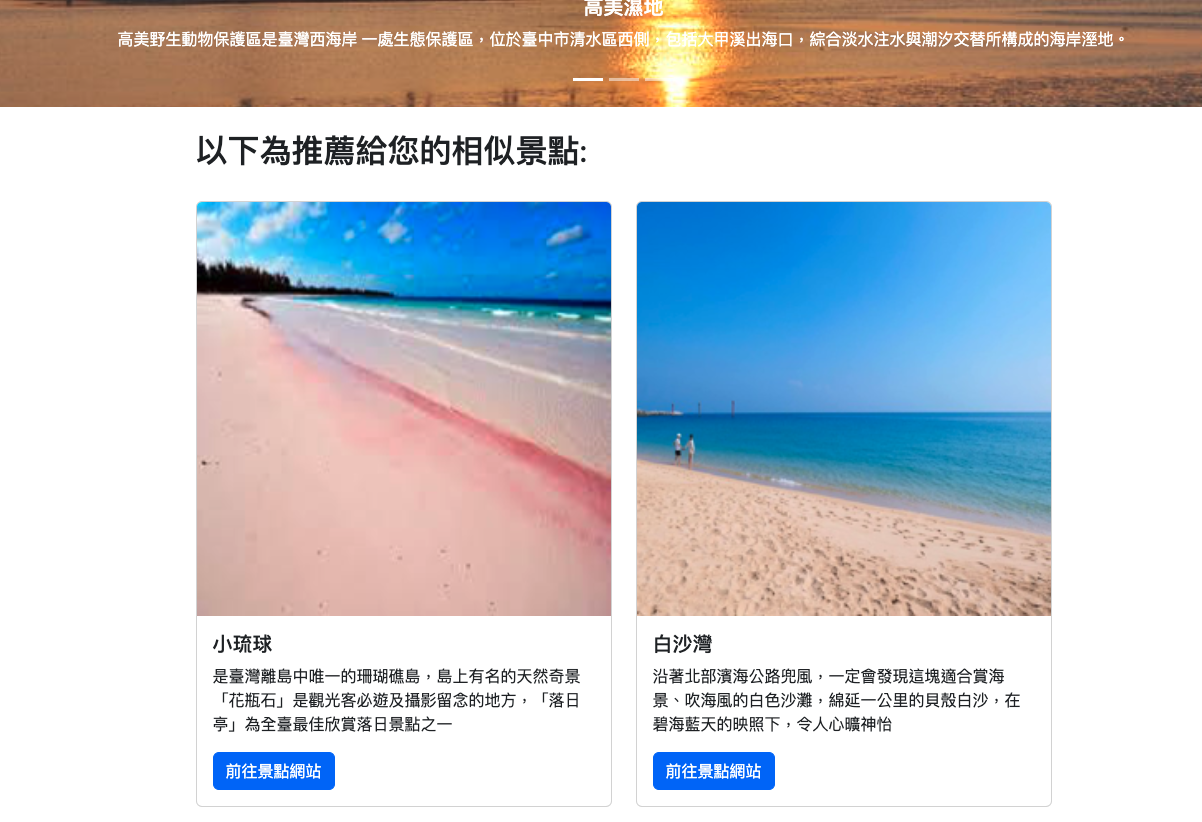 高美濕地
高美野生動物保護區是臺灣西海岸 一處生態保護區，位於臺中市清水區西側，包括大甲溪出海口，綜合淡水注水與潮汐交替所構成的海岸溼地。
以下為推薦給您的相似景點:
小琉球
是臺灣離島中唯一的珊瑚礁島，島上有名的天然奇景
「花瓶石」是觀光客必遊及攝影留念的地方，「落日
亭」為全臺最佳欣賞落日景點之一
前往景點網站
白沙灣
沿著北部濱海公路兜風，一定會發現這塊適合賞海
景、吹海風的白色沙灘，綿延一公里的貝殼白沙，在
碧海藍天的映照下，令人心曠神怡
前往景點網站